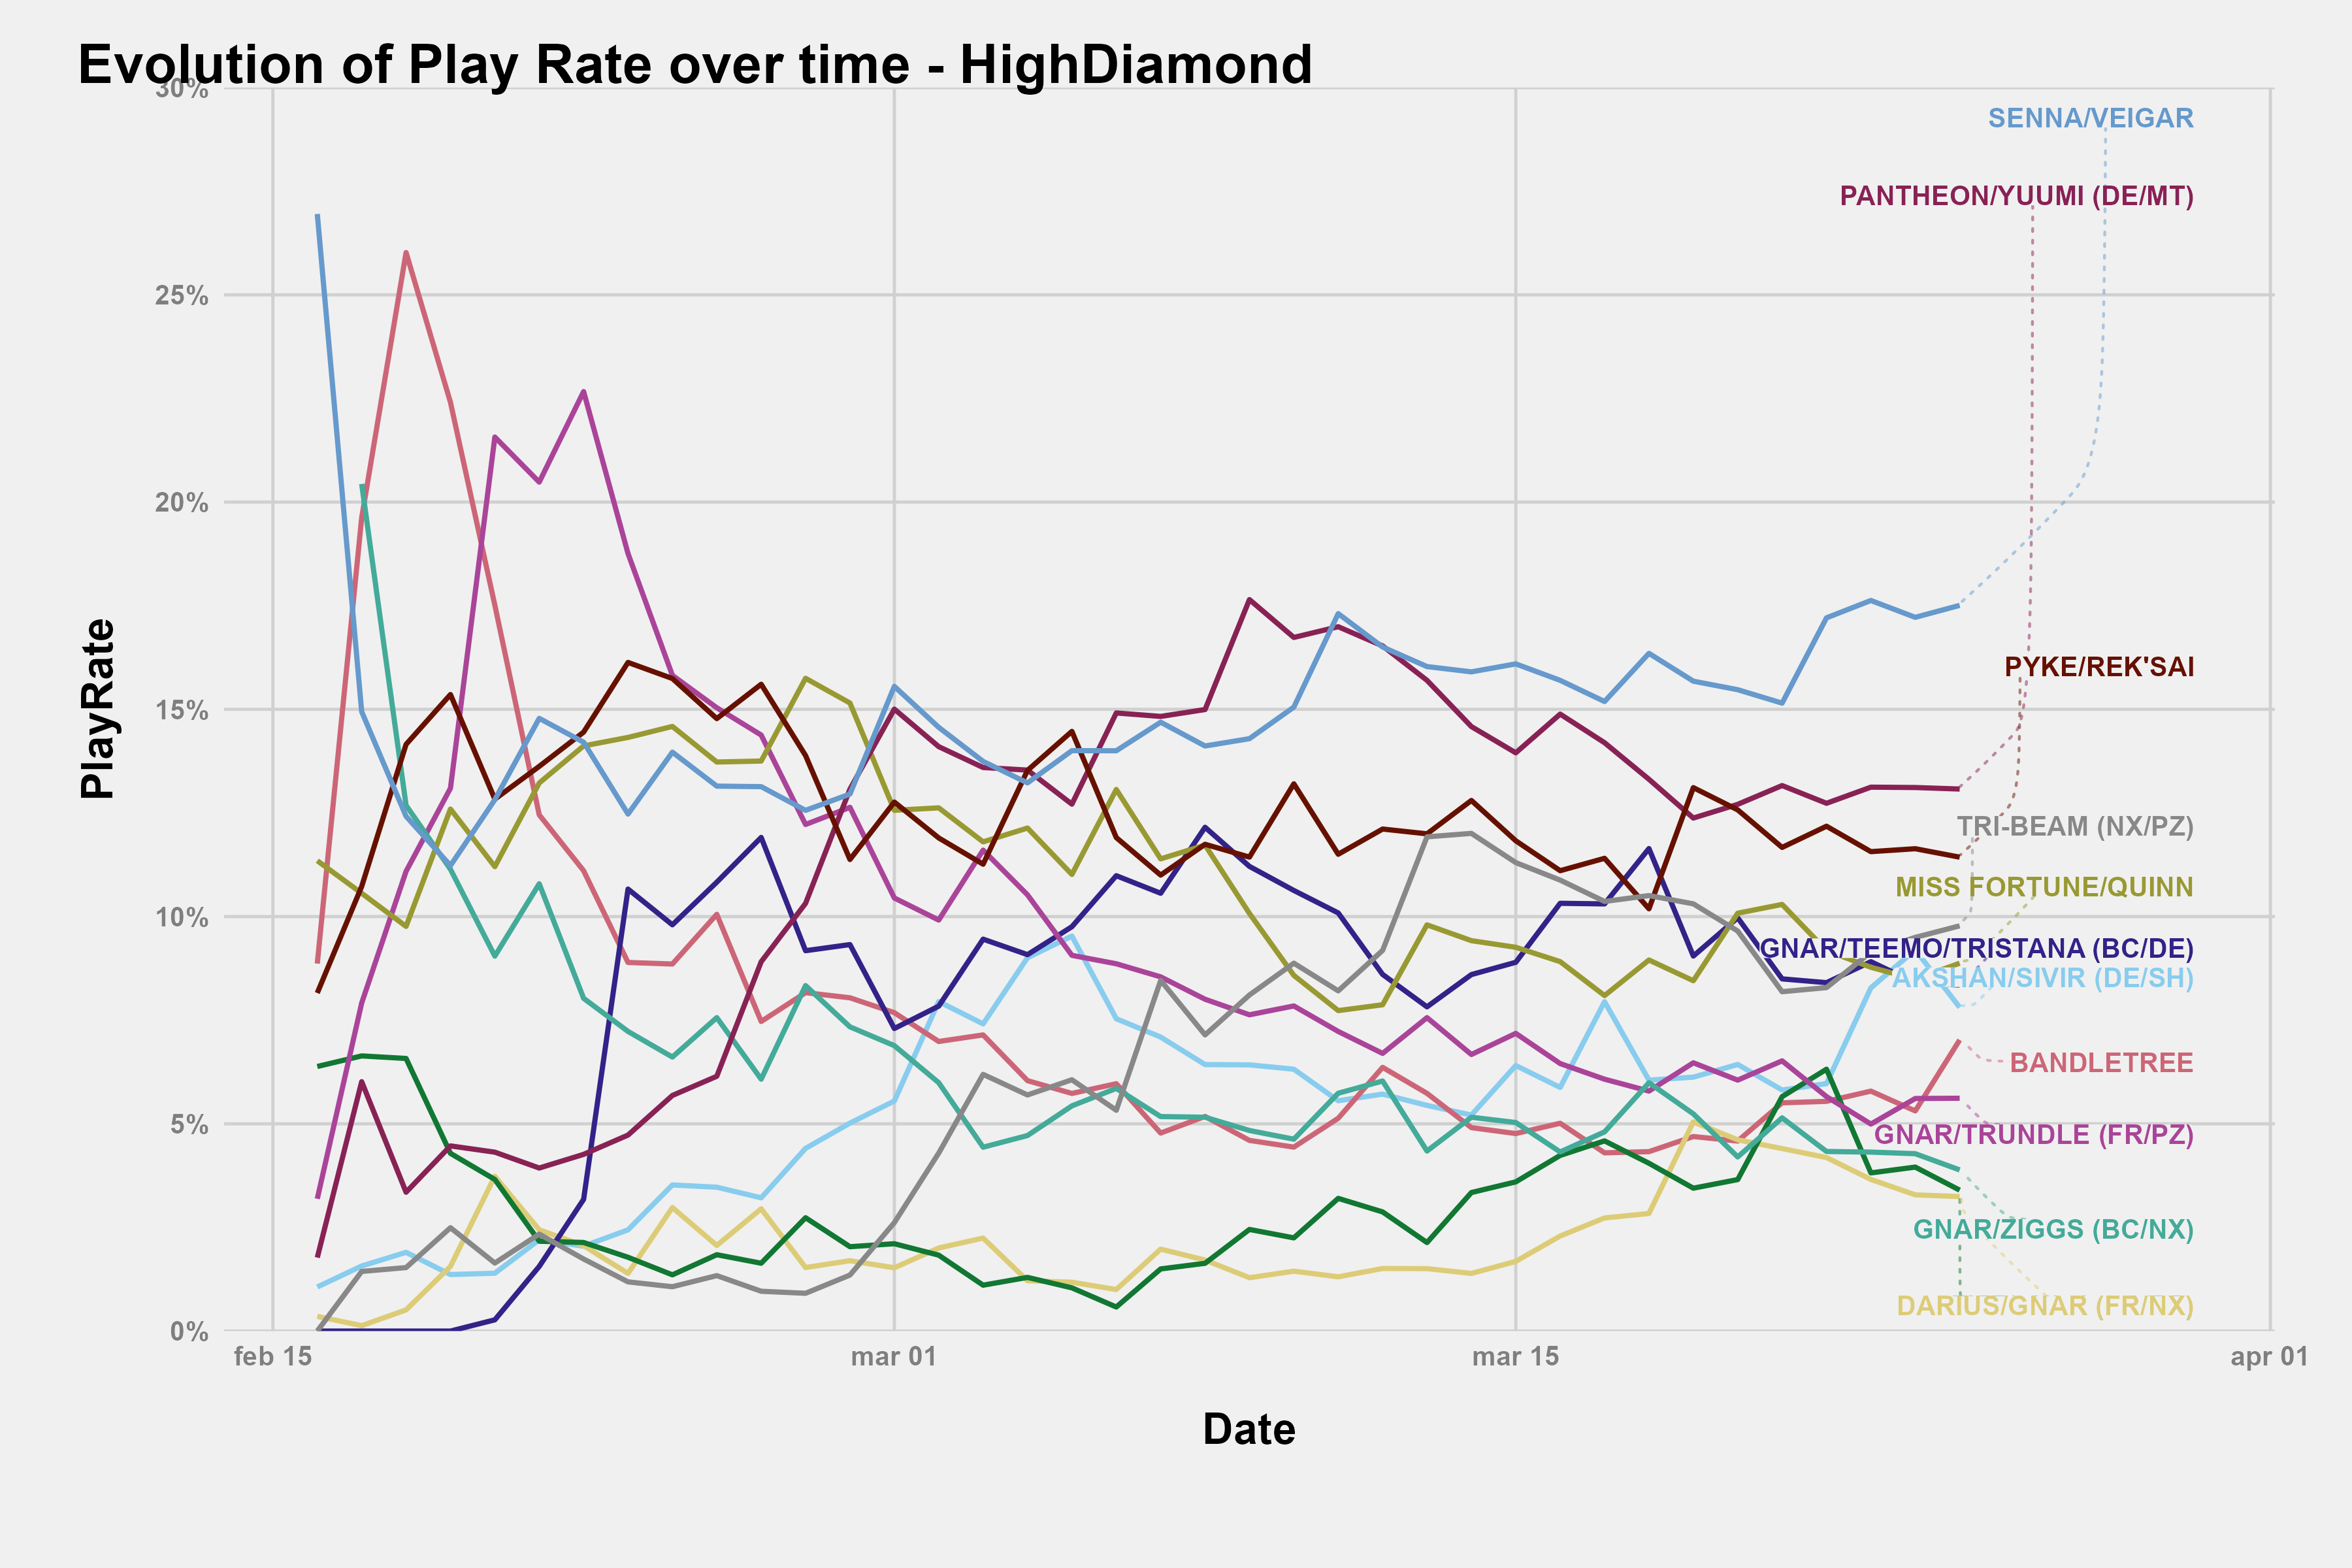 Evolution of Play Rate over time - HighDiamond
30%
25%
20%
15%
10%
5%
0%
PlayRate
SENNA/VEIGAR
PANTHEON/YUUMI (DE/MT)
PYKE/REK'SAI
TRI-BEAM (NX/PZ)
MISS FORTUNE/QUINN
GNAR/TEEMO/TRISTANA (BC/DE)
AKSHAN/SIVIR (DE/SH)
BANDLETREE
GNAR/TRUNDLE (FR/PZ)
GNAR/ZIGGS (BC/NX)
DARIUS/GNAR (FR/NX)
feb 15
mar 01
mar 15
apr 01
Date